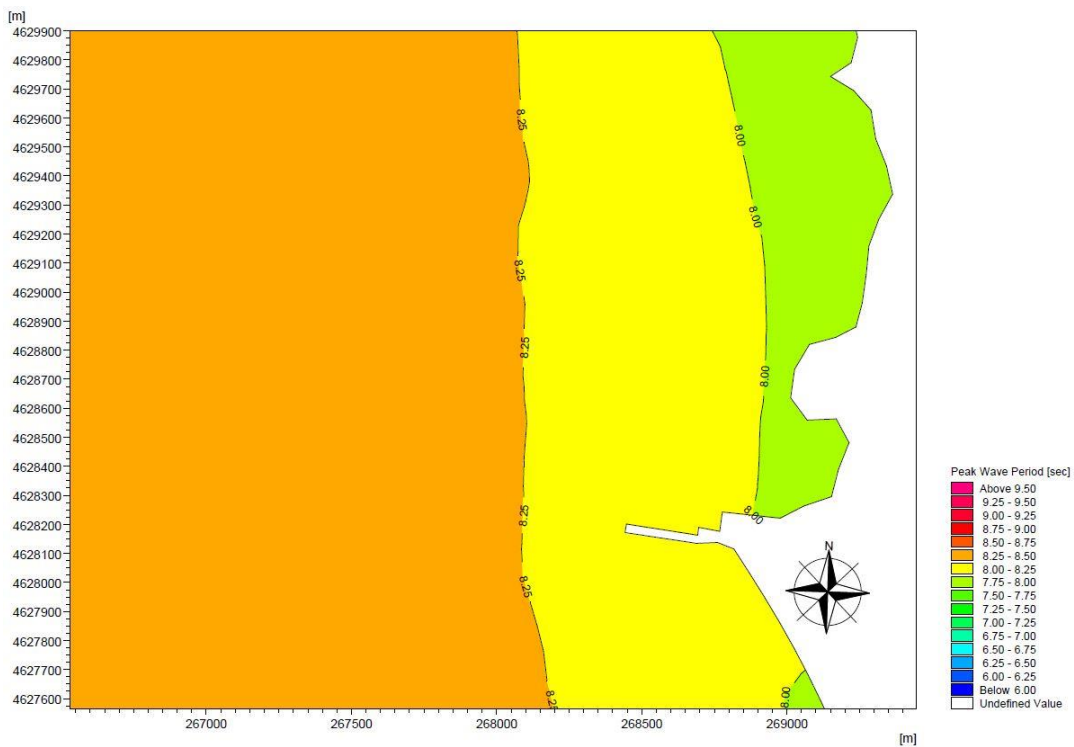 [m]
4629900
4629800
4629700
4629600
4629500
4629400
4629300
4629200
4629100
4629000
4628900
4628800
4628700
4628600
4628500
4628400
4628300
4628200
4628100
4628000
4627900
4627800
4627700
4627600
8.25
8.25
8.25
8.25
8.25
8.25
8.00
8.00
8.00
8.00
8.00
N
267000 267500 268000 268500 269000
[m]
Peak Wave Period [sec]
Above 9.50
9.25 - 9.50
9.00 - 9.25
8.75 - 9.00
8.50 - 8.75
8.25 - 8.50
8.00 - 8.25
7.75 - 8.00
7.50 - 7.75
7.25 - 7.50
7.00 - 7.25
6.75 - 7.00
6.50 - 6.75
6.25 - 6.50
6.00 - 6.25
Below 6.00
Undefined Value